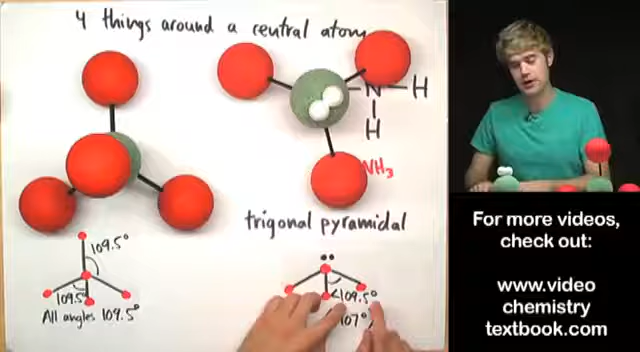 4 things around a central atom
N — H
H
NH₃
trigonal pyramidal
109.5°
109.5°
All angles 109.5°
109.5°
107°
For more videos,
check out:
www.video
chemistry
textbook.com